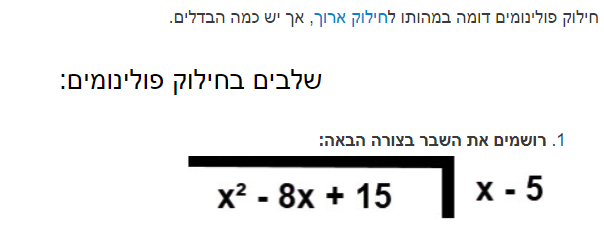 חילוק פולינומים דומה במהותו לחילוק ארוך, אך יש כמה הבדלים.
שלבים בחילוק פולינומים:
1. רושמים את השבר בצורה הבאה:
x² - 8x + 15 x - 5